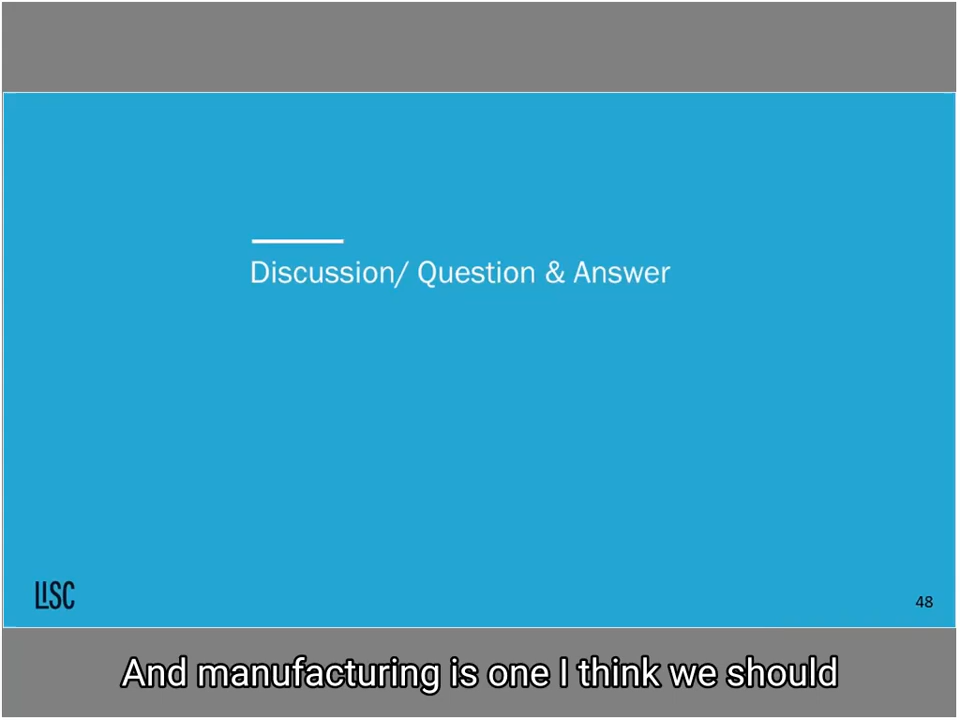 Discussion/ Question & Answer
LISC
48
And manufacturing is one I think we should